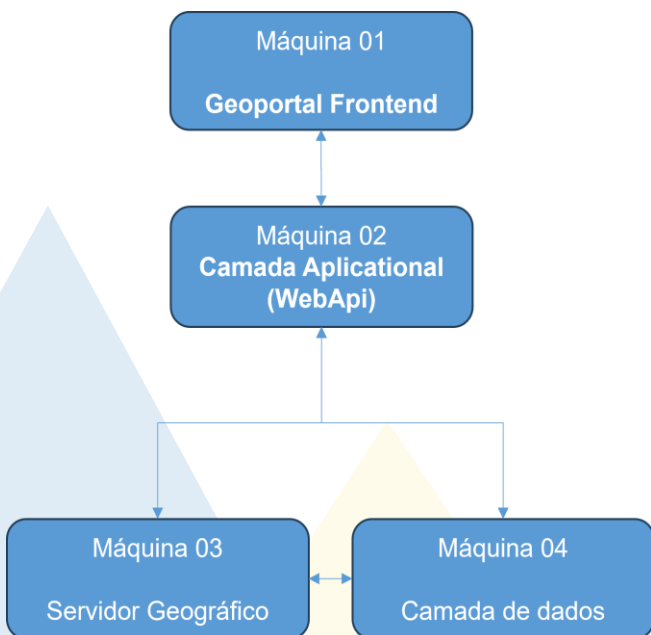 Máquina 01
Geoportal Frontend
Máquina 02
Camada Aplicational
(WebApi)
Máquina 03
Servidor Geográfico
Máquina 04
Camada de dados